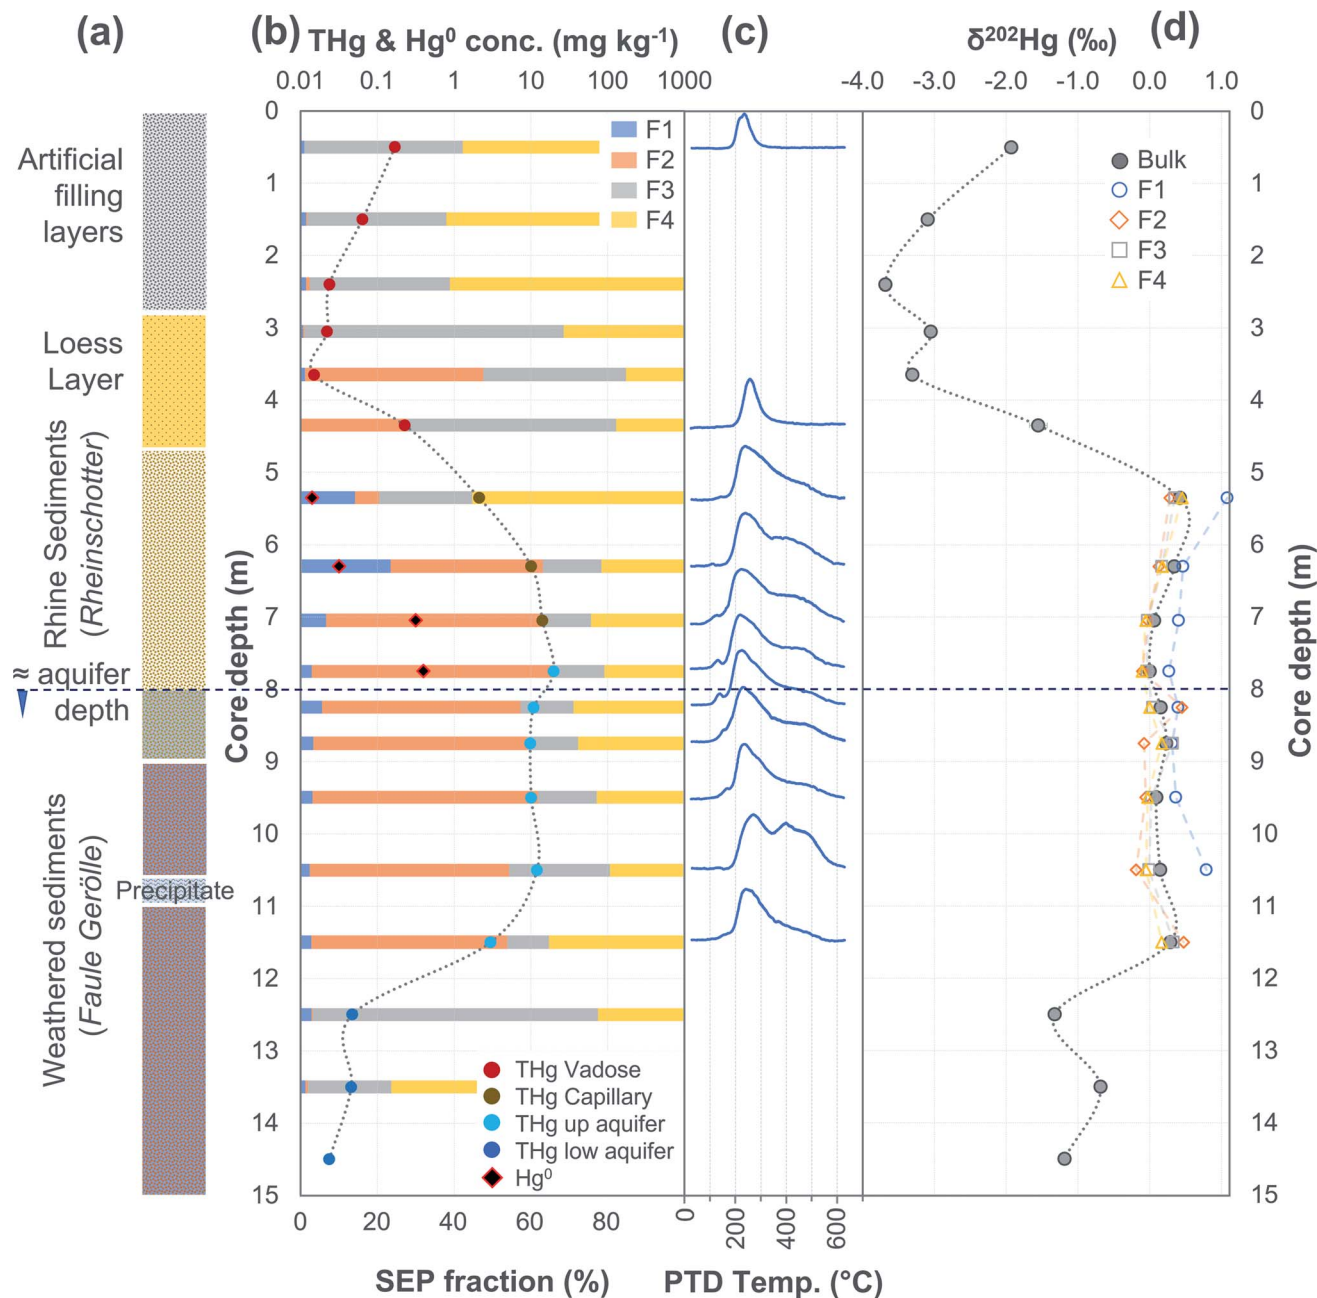 (a)
(b)
THg & Hg⁰ conc. (mg kg⁻¹)
(c)
δ²⁰²Hg (‰)
(d)
0.01 0.1 1 10 100 1000
-4.0 -3.0 -2.0 -1.0 0.0 1.0
Artificial
filling
layers
Loess
Layer
Rhine Sediments
(Rheinschotter)
≈ aquifer
depth
Weathered sediments
(Faule Gerölle)
Precipitate
Core depth (m)
0
1
2
3
4
5
6
7
8
9
10
11
12
13
14
15
F1
F2
F3
F4
THg Vadose
THg Capillary
THg up aquifer
THg low aquifer
Hg⁰
0 20 40 60 80
SEP fraction (%)
0 200 400 600
PTD Temp. (°C)
Bulk
F1
F2
F3
F4
0
1
2
3
4
5
6
7
8
9
10
11
12
13
14
15
Core depth (m)